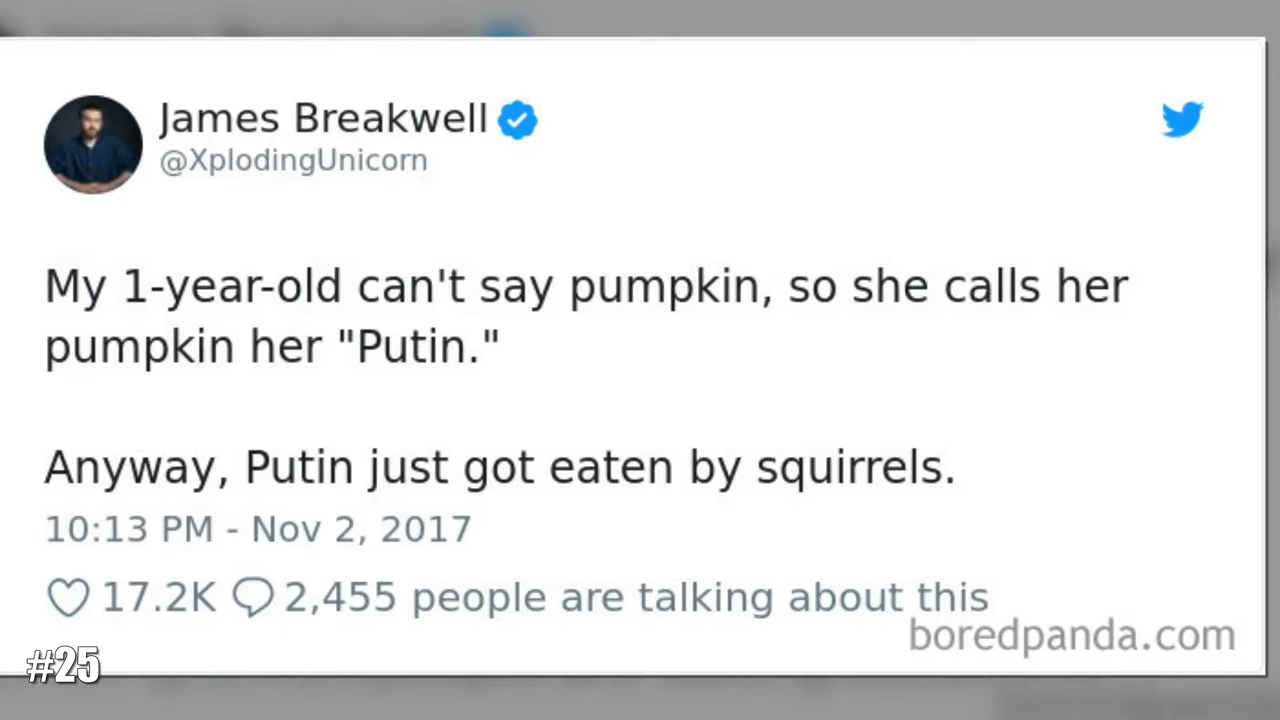 James Breakwell
@XplodingUnicorn
My 1-year-old can't say pumpkin, so she calls her
pumpkin her "Putin."
Anyway, Putin just got eaten by squirrels.
10:13 PM - Nov 2, 2017
17.2K 2,455 people are talking about this
boredpanda.com
#25